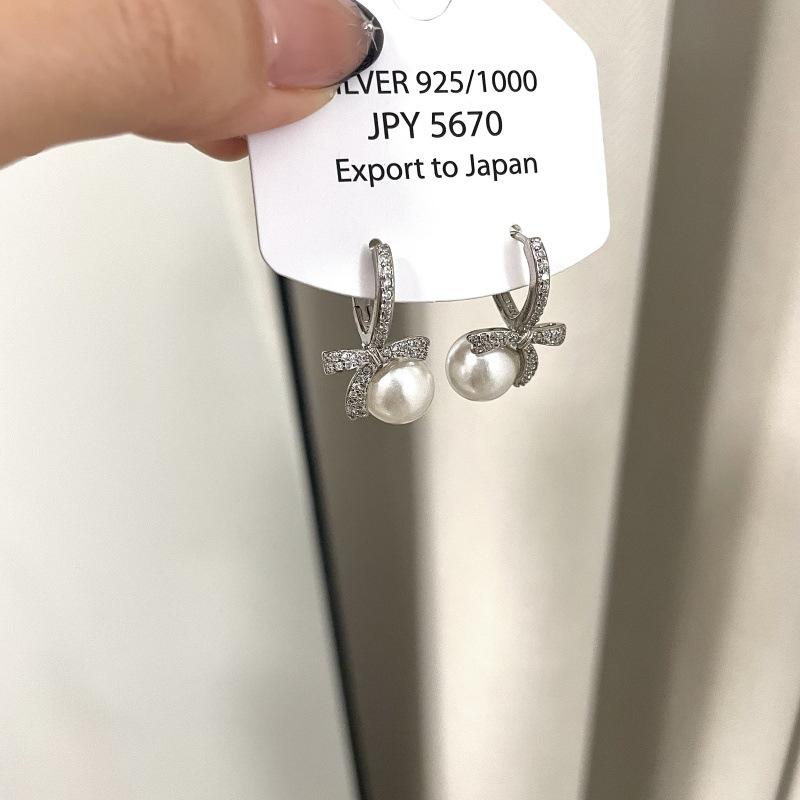 ILVER 925/1000
JPY 5670
Export to Japan